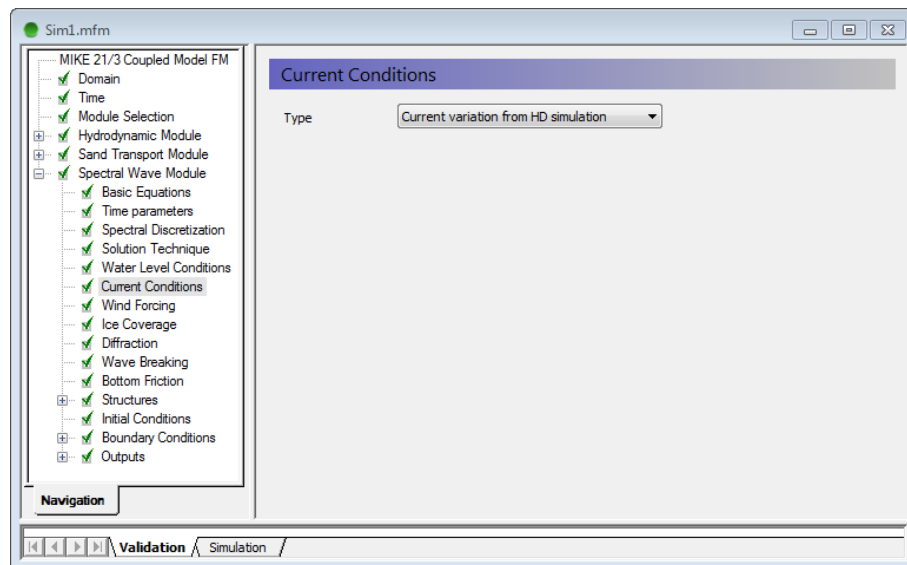 Sim1.mfm
MIKE 21/3 Coupled Model FM
Domain
Time
Module Selection
Hydrodynamic Module
Sand Transport Module
Spectral Wave Module
Basic Equations
Time parameters
Spectral Discretization
Solution Technique
Water Level Conditions
Current Conditions
Wind Forcing
Ice Coverage
Diffraction
Wave Breaking
Bottom Friction
Structures
Initial Conditions
Boundary Conditions
Outputs
Navigation
Current Conditions
Type Current variation from HD simulation
Validation Simulation